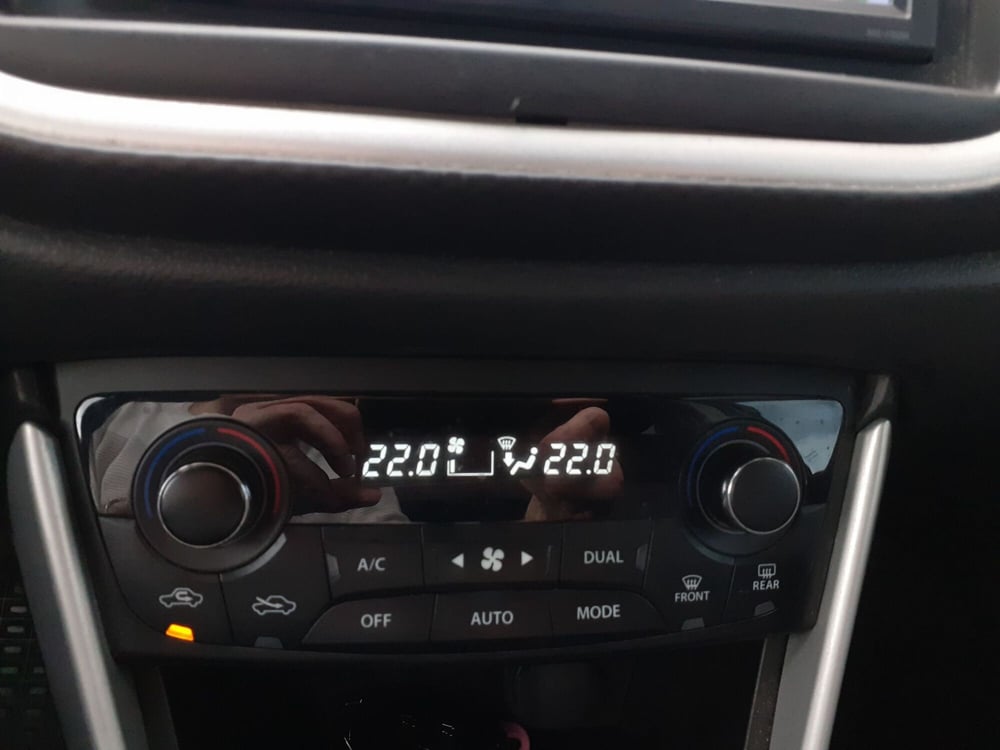 22.0 22.0
A/C DUAL
OFF AUTO MODE FRONT REAR